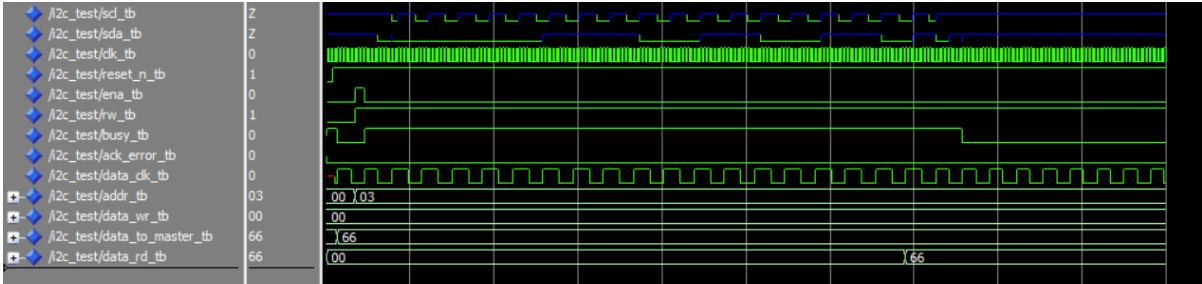 /i2c_test/scl_tb Z
/i2c_test/sda_tb Z
/i2c_test/clk_tb 0
/i2c_test/reset_n_tb 1
/i2c_test/ena_tb 0
/i2c_test/rw_tb 1
/i2c_test/busy_tb 0
/i2c_test/ack_error_tb 0
/i2c_test/data_clk_tb 0
/i2c_test/addr_tb 03 00 03
/i2c_test/data_wr_tb 00 00
/i2c_test/data_to_master_tb 66 66
/i2c_test/data_rd_tb 66 00 66